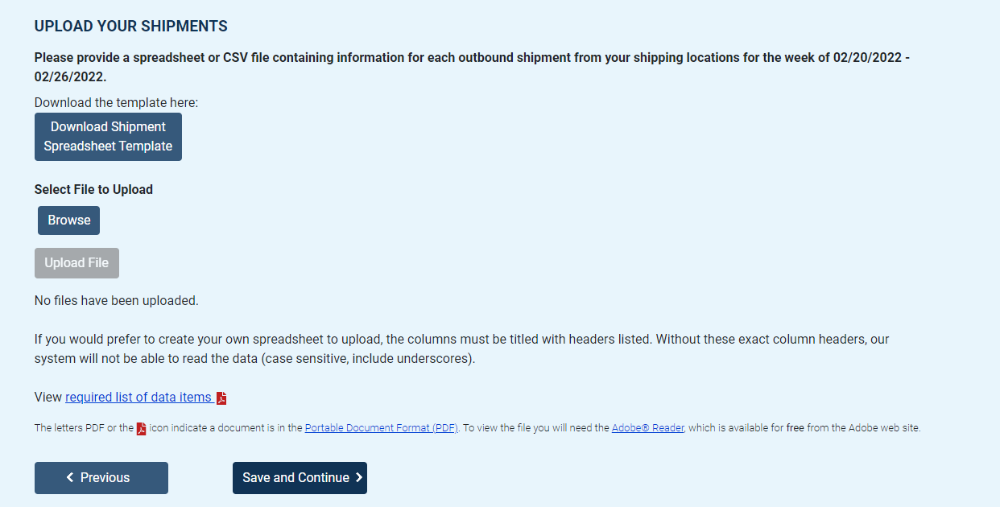 UPLOAD YOUR SHIPMENTS
Please provide a spreadsheet or CSV file containing information for each outbound shipment from your shipping locations for the week of 02/20/2022 -
02/26/2022.
Download the template here:
Download Shipment
Spreadsheet Template
Select File to Upload
Browse
Upload File
No files have been uploaded.
If you would prefer to create your own spreadsheet to upload, the columns must be titled with headers listed. Without these exact column headers, our
system will not be able to read the data (case sensitive, include underscores).
View required list of data items
The letters PDF or the icon indicate a document is in the Portable Document Format (PDF). To view the file you will need the Adobe® Reader, which is available for free from the Adobe web site.
Previous
Save and Continue